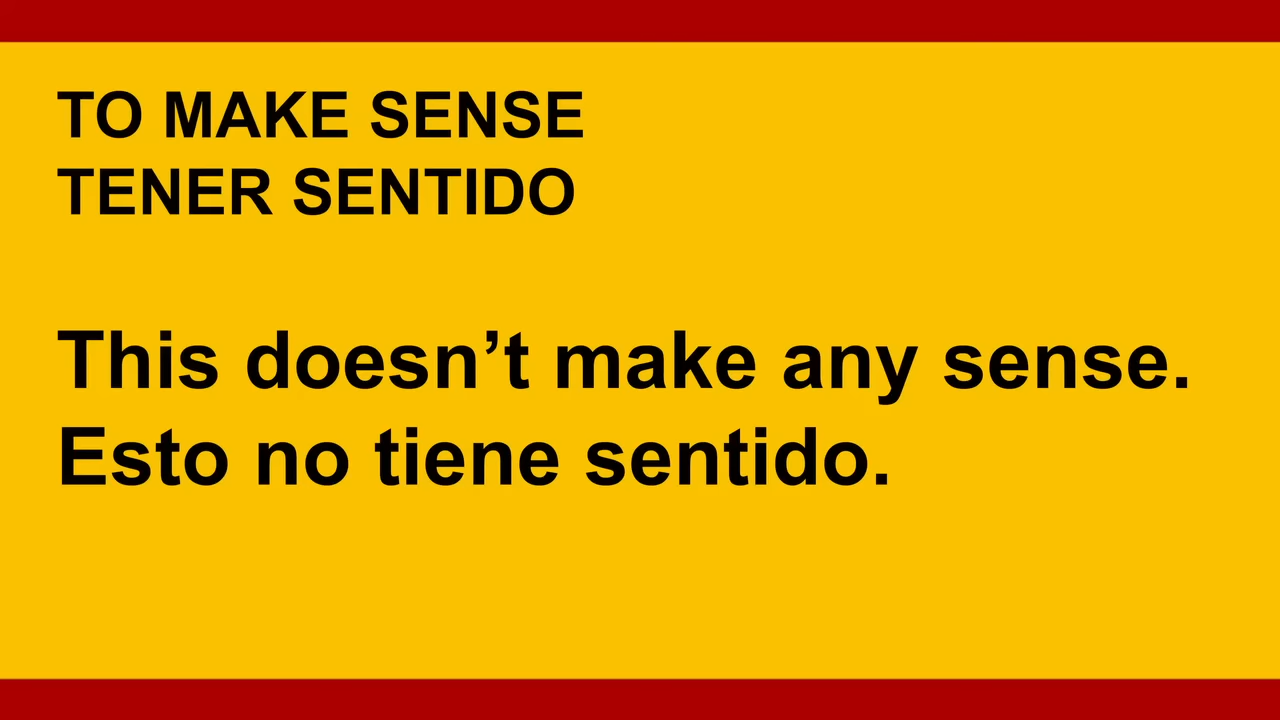 TO MAKE SENSE
TENER SENTIDO
This doesn’t make any sense.
Esto no tiene sentido.